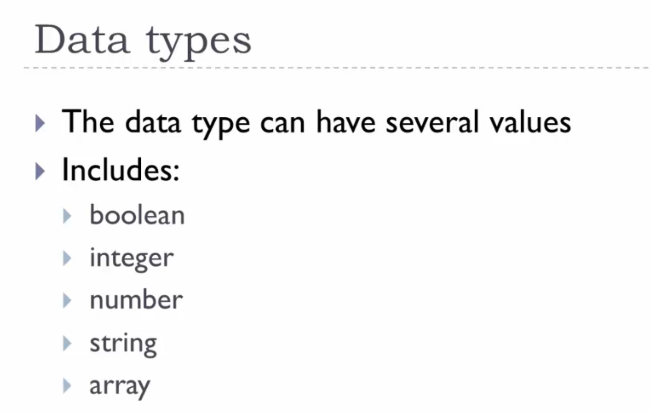 Data types
The data type can have several values
Includes:
boolean
integer
number
string
array